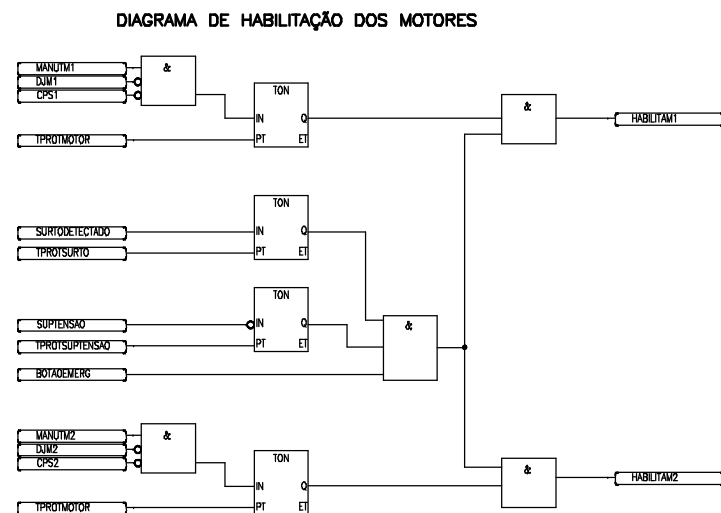 DIAGRAMA DE HABILITAÇÃO DOS MOTORES
MANUTM1
DJM1
CPS1
&
TPROTMOTOR
TON
IN Q
PT ET
&
HABILITAM1
SURTODETECTADO
TPROTSURTO
TON
IN Q
PT ET
SUPTENSAO
TPROTSUPTENSAO
BOTAOEMERG
TON
IN Q
PT ET
&
MANUTM2
DJM2
CPS2
&
TPROTMOTOR
TON
IN Q
PT ET
&
HABILITAM2